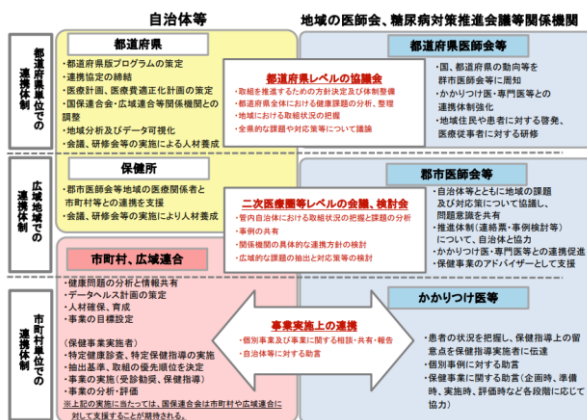 自治体等
地域の医師会、糖尿病対策推進会議等関係機関
都道府県単位での
連携体制
都道府県
・都道府県版プログラムの策定
・連携協定の締結
・医療計画、医療費適正化計画の策定
・国保連合会・広域連合等関係機関との
調整
・地域分析及びデータ可視化
・会議、研修会等の実施による人材養成
都道府県レベルの協議会
・取組を推進するための方針決定及び体制整備
・都道府県全体における健康課題の分析、整理
・地域における取組状況の把握
・全県的な課題や対応策等について議論
都道府県医師会等
・国、都道府県の動向等を
郡市医師会等に周知
・かかりつけ医・専門医等との
連携体制強化
・地域住民や患者に対する啓発、
医療従事者に対する研修
広域地域での
連携体制
保健所
・郡市医師会等地域の医療関係者と
市町村等との連携を支援
・会議、研修会等の実施により人材養成
二次医療圏等レベルの会議、検討会
・管内自治体における取組状況の把握と課題の分析
・事例の共有
・関係機関の具体的な連携方針の検討
・広域的な課題の抽出と対応策等の検討
郡市医師会等
・自治体等とともに地域の課題
及び対応策について協議し、
問題意識を共有
・推進体制(連絡票・事例検討等)
について、自治体と協力
・かかりつけ医・専門医等との連携促進
・保健事業のアドバイザーとして支援
市町村単位での
連携体制
市町村、広域連合
・健康問題の分析と情報共有
・データヘルス計画の策定
・人材確保、育成
・事業の目標設定
(保健事業実施者)
・特定健康診査、特定保健指導の実施
・抽出基準、取組の優先順位を決定
・事業の実施(受診勧奨、保健指導)
・事業の分析・評価
※上記の実施に当たっては、国保連合会は市町村や広域連合に
対して支援することが期待される。
事業実施上の連携
・個別事業及び事業に関する相談・共有・報告
・自治体等に対する助言
かかりつけ医等
・患者の状況を把握し、保健指導上の留
意点を保健指導実施者に伝達
・個別事例に対する助言
・保健事業に関する助言(企画時、準備
時、実施時、評価時など各段階に応じて
協力)